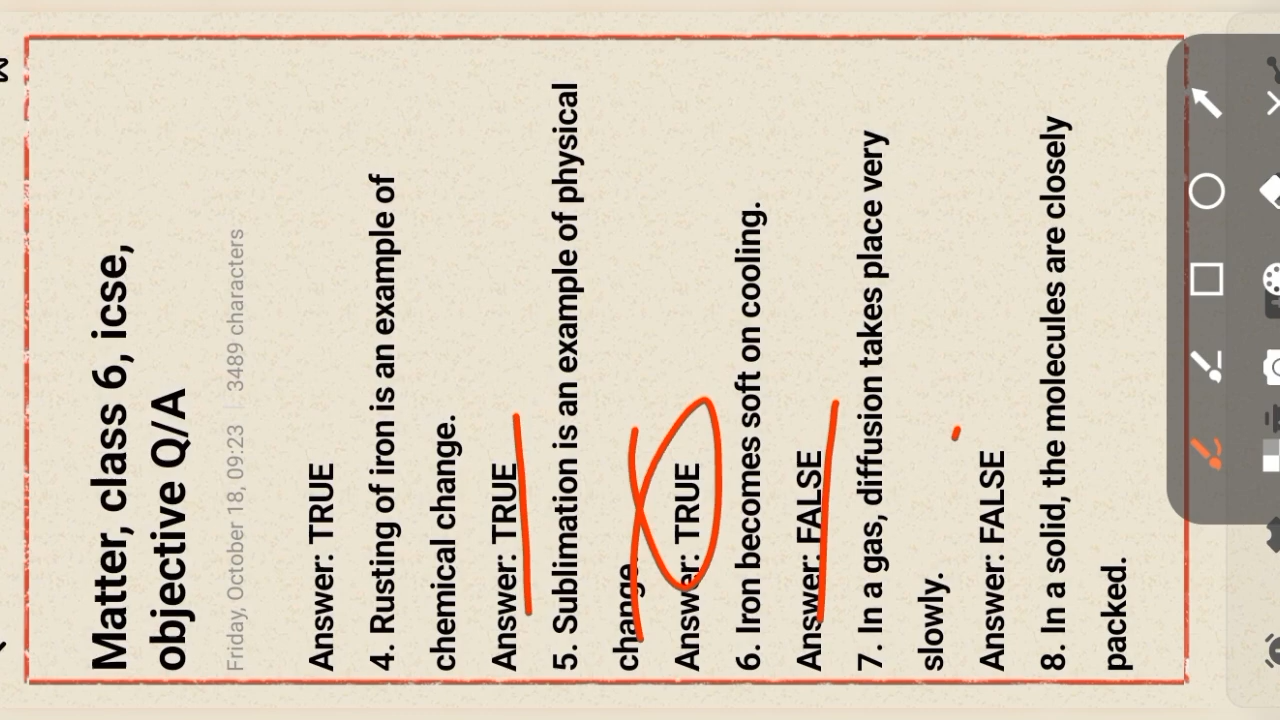 Matter, class 6, icse,
objective Q/A
Friday, October 18, 09:23 | 3489 characters
Answer: TRUE
4. Rusting of iron is an example of
chemical change.
Answer: TRUE
5. Sublimation is an example of physical
change.
Answer: TRUE
6. Iron becomes soft on cooling.
Answer: FALSE
7. In a gas, diffusion takes place very
slowly.
Answer: FALSE
8. In a solid, the molecules are closely
packed.